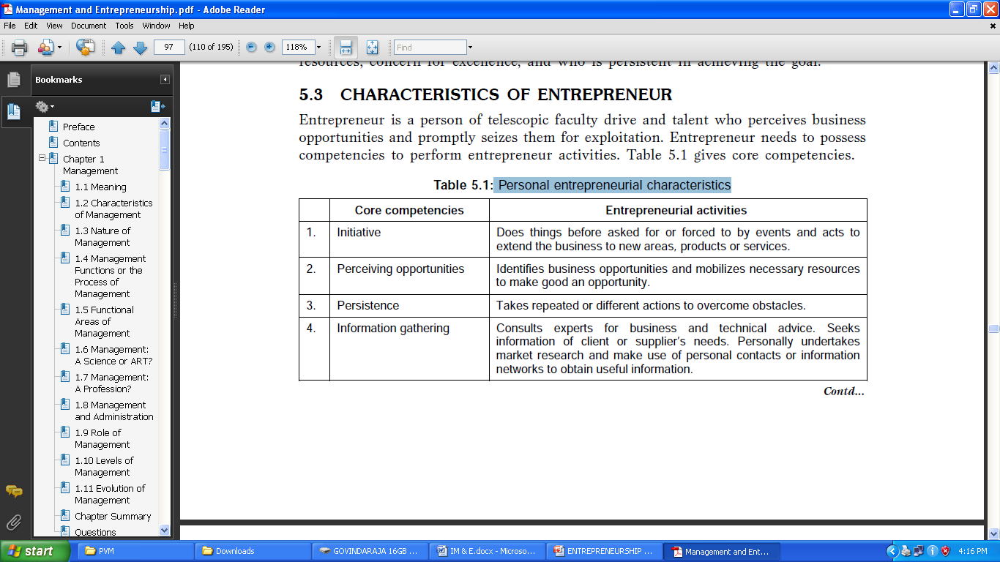 Management and Entrepreneurship.pdf - Adobe Reader
File Edit View Document Tools Window Help
97 (110 of 195) 118% Find
Bookmarks
Preface
Contents
Chapter 1
Management
1.1 Meaning
1.2 Characteristics
of Management
1.3 Nature of
Management
1.4 Management
Functions or the
Process of
Management
1.5 Functional
Areas of
Management
1.6 Management:
A Science or ART?
1.7 Management:
A Profession?
1.8 Management
and Administration
1.9 Role of
Management
1.10 Levels of
Management
1.11 Evolution of
Management
Chapter Summary
Questions
resources, concern for excellence, and who is persistent in achieving the goal.
5.3 CHARACTERISTICS OF ENTREPRENEUR
Entrepreneur is a person of telescopic faculty drive and talent who perceives business
opportunities and promptly seizes them for exploitation. Entrepreneur needs to possess
competencies to perform entrepreneur activities. Table 5.1 gives core competencies.
Table 5.1: Personal entrepreneurial characteristics
Core competencies Entrepreneurial activities
1. Initiative Does things before asked for or forced to by events and acts to
extend the business to new areas, products or services.
2. Perceiving opportunities Identifies business opportunities and mobilizes necessary resources
to make good an opportunity.
3. Persistence Takes repeated or different actions to overcome obstacles.
4. Information gathering Consults experts for business and technical advice. Seeks
information of client or supplier's needs. Personally undertakes
market research and make use of personal contacts or information
networks to obtain useful information.
Contd...
start PVM Downloads GOVINDARAJA 16GB ... IM & E.docx - Microso... ENTREPRENEURSHIP ... Management and Ent... 4:16 PM